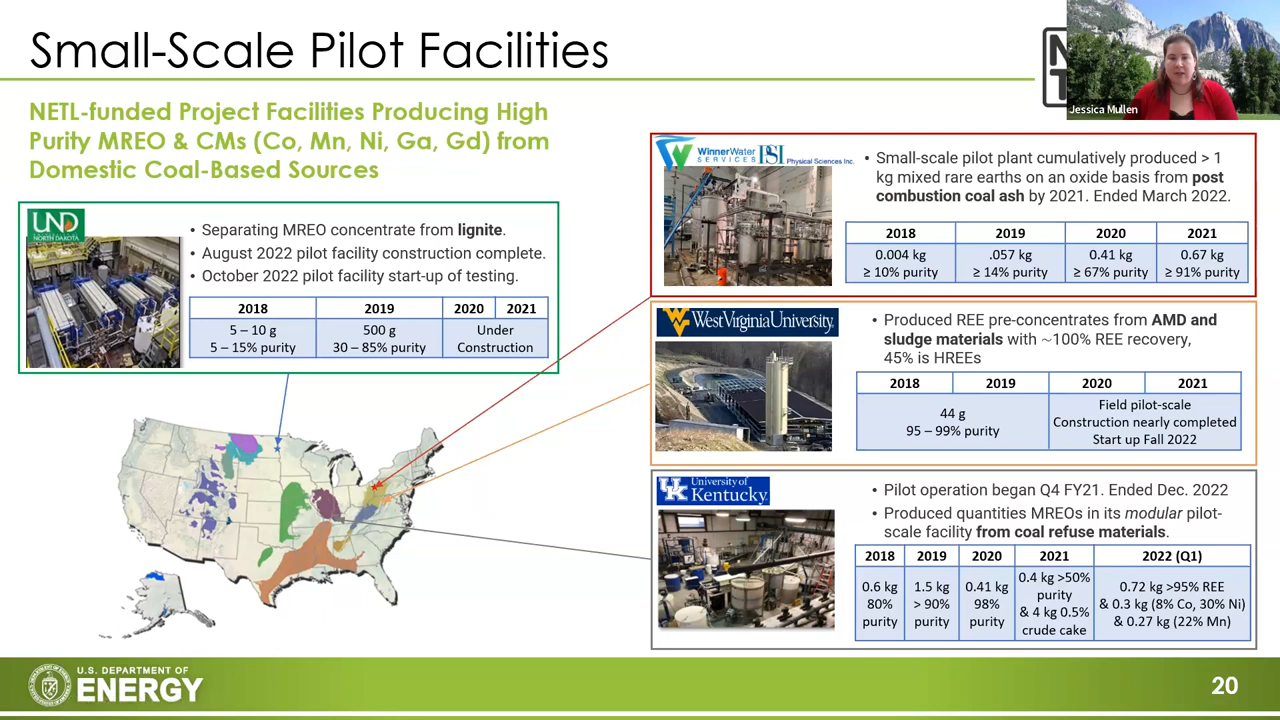 Small-Scale Pilot Facilities
Jessica Mullen
NETL-funded Project Facilities Producing High
Purity MREO & CMs (Co, Mn, Ni, Ga, Gd) from
Domestic Coal-Based Sources
UND
NORTH DAKOTA
• Separating MREO concentrate from lignite.
• August 2022 pilot facility construction complete.
• October 2022 pilot facility start-up of testing.
2018 2019 2020 2021
5 – 10 g 500 g Under
5 – 15% purity 30 – 85% purity Construction
WinnerWater PSI
SERVICES Physical Sciences Inc.
• Small-scale pilot plant cumulatively produced > 1
kg mixed rare earths on an oxide basis from post
combustion coal ash by 2021. Ended March 2022.
2018 2019 2020 2021
0.004 kg .057 kg 0.41 kg 0.67 kg
≥ 10% purity ≥ 14% purity ≥ 67% purity ≥ 91% purity
WestVirginiaUniversity.
• Produced REE pre-concentrates from AMD and
sludge materials with ~100% REE recovery,
45% is HREEs
2018 2019 2020 2021
44 g
95 – 99% purity
Field pilot-scale
Construction nearly completed
Start up Fall 2022
UK University of
Kentucky
• Pilot operation began Q4 FY21. Ended Dec. 2022
• Produced quantities MREOs in its modular pilot-
scale facility from coal refuse materials.
2018 2019 2020 2021 2022 (Q1)
0.6 kg
80%
purity
1.5 kg
> 90%
purity
0.41 kg
98%
purity
0.4 kg >50%
purity
& 4 kg 0.5%
crude cake
0.72 kg >95% REE
& 0.3 kg (8% Co, 30% Ni)
& 0.27 kg (22% Mn)
U.S. DEPARTMENT OF
ENERGY
20